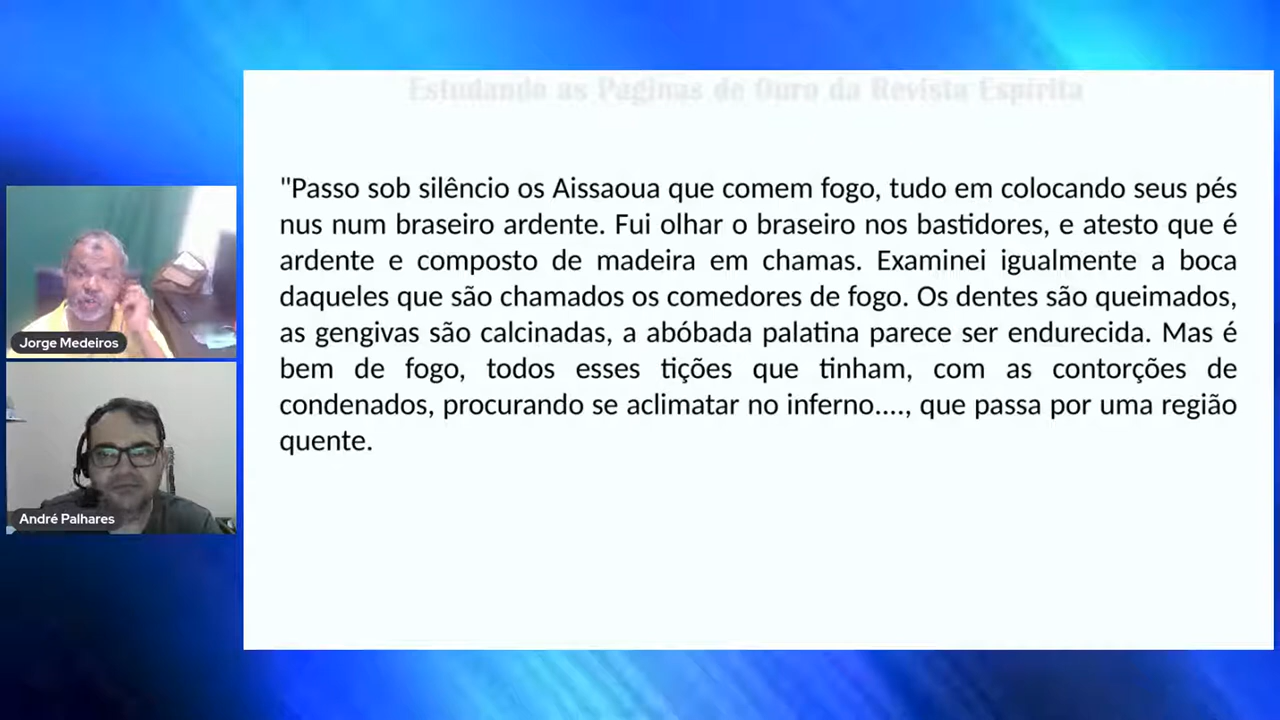 Estudando as Paginas de Ouro da Revista Espírita
"Passo sob silêncio os Aissaoua que comem fogo, tudo em colocando seus pés
nus num braseiro ardente. Fui olhar o braseiro nos bastidores, e atesto que é
ardente e composto de madeira em chamas. Examinei igualmente a boca
daqueles que são chamados os comedores de fogo. Os dentes são queimados,
as gengivas são calcinadas, a abóbada palatina parece ser endurecida. Mas é
bem de fogo, todos esses tições que tinham, com as contorções de
condenados, procurando se aclimatar no inferno...., que passa por uma região
quente.
Jorge Medeiros
André Palhares